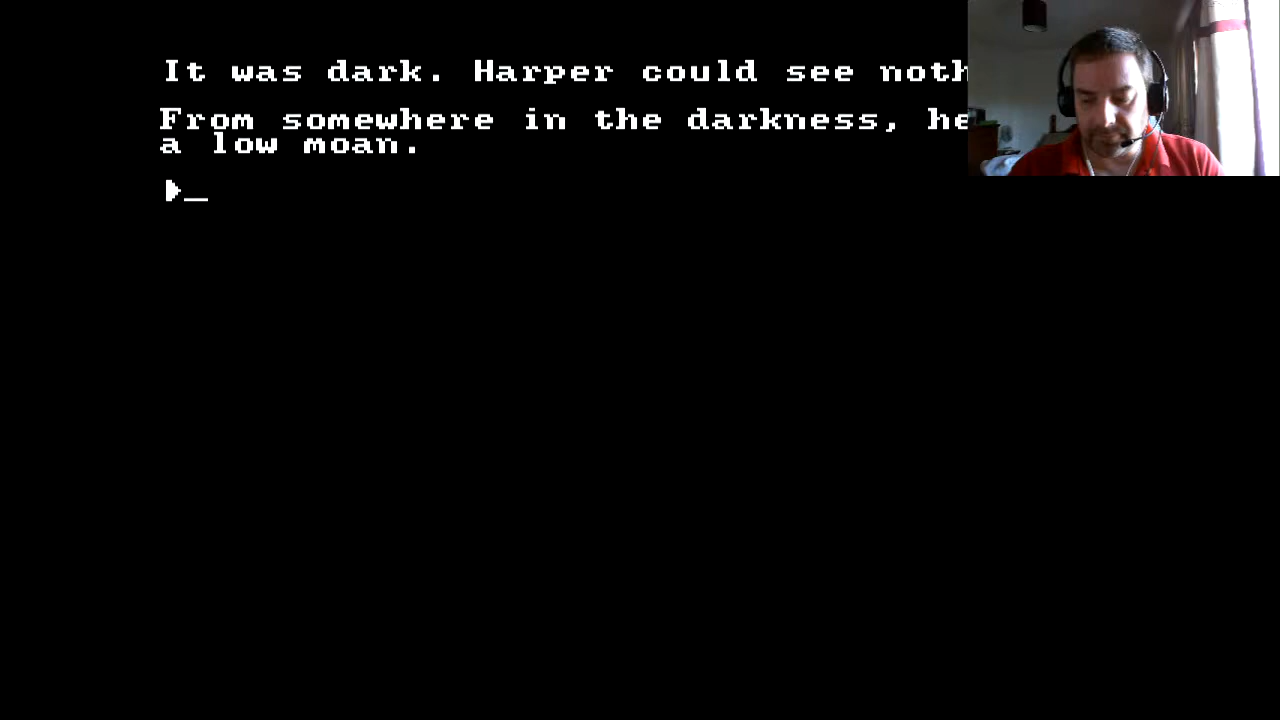 It was dark. Harper could see noth
From somewhere in the darkness, he
a low moan.